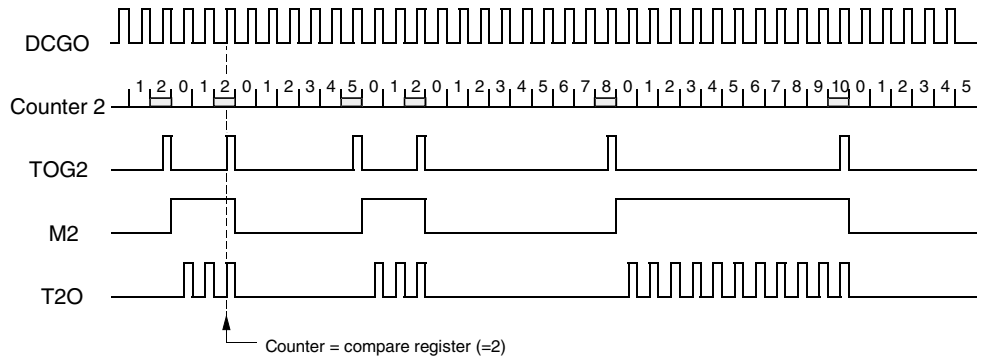 DCGO
Counter 2
1 2 0 1 2 0 1 2 3 4 5 0 1 2 0 1 2 3 4 5 6 7 8 0 1 2 3 4 5 6 7 8 9 10 0 1 2 3 4 5
TOG2
M2
T2O
Counter = compare register (=2)